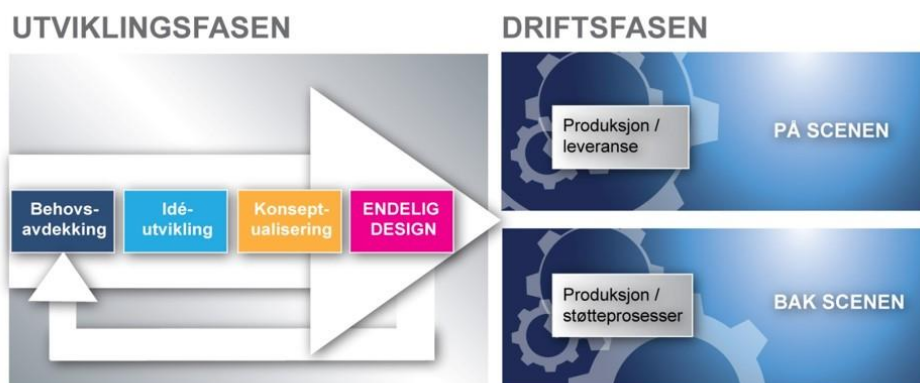 UTVIKLINGSFASEN
Behovs-
avdekking
Idé-
utvikling
Konsept-
ualisering
ENDELIG
DESIGN
DRIFTSFASEN
Produksjon /
leveranse
PÅ SCENEN
Produksjon /
støtteprosesser
BAK SCENEN